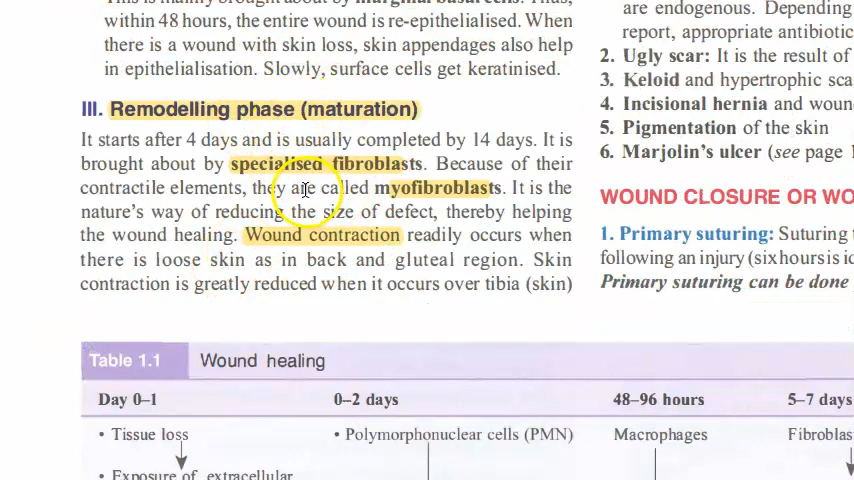 within 48 hours, the entire wound is re-epithelialised. When
there is a wound with skin loss, skin appendages also help
in epithelialisation. Slowly, surface cells get keratinised.
III. Remodelling phase (maturation)
It starts after 4 days and is usually completed by 14 days. It is
brought about by specialised fibroblasts. Because of their
contractile elements, they are called myofibroblasts. It is the
nature's way of reducing the size of defect, thereby helping
the wound healing. Wound contraction readily occurs when
there is loose skin as in back and gluteal region. Skin
contraction is greatly reduced when it occurs over tibia (skin)
are endogenous. Depending
report, appropriate antibiotic
2. Ugly scar: It is the result of
3. Keloid and hypertrophic sca
4. Incisional hernia and woun
5. Pigmentation of the skin
6. Marjolin's ulcer (see page
WOUND CLOSURE OR WO
1. Primary suturing: Suturing
following an injury (six hours is id
Primary suturing can be done
Table 1.1 Wound healing
Day 0–1 0–2 days 48–96 hours 5–7 days
• Tissue loss • Polymorphonuclear cells (PMN) Macrophages Fibroblas
• Exposure of extracellular